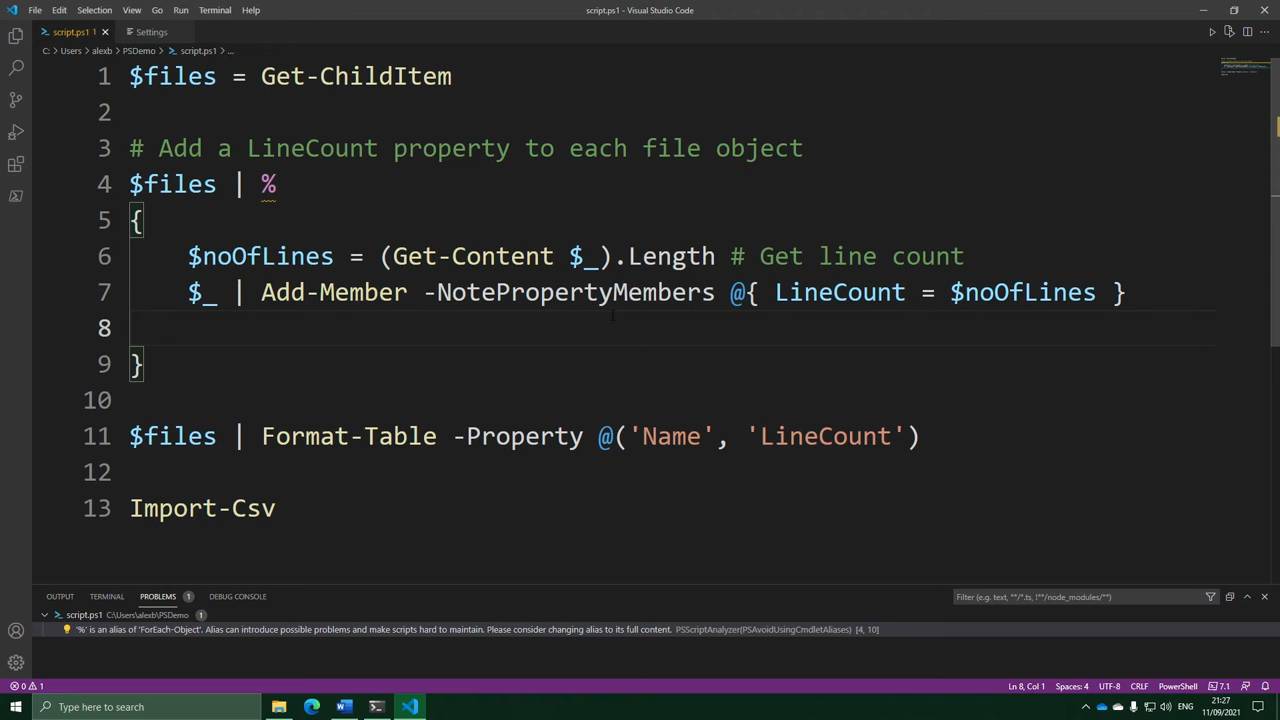 File Edit Selection View Go Run Terminal Help script.ps1 - Visual Studio Code
script.ps1 Settings
C: > Users > alexb > PSDemo > script.ps1 > ...
1 $files = Get-ChildItem
2
3 # Add a LineCount property to each file object
4 $files | %
5 {
6 $noOfLines = (Get-Content $_).Length # Get line count
7 $_ | Add-Member -NotePropertyMembers @{ LineCount = $noOfLines }
8
9 }
10
11 $files | Format-Table -Property @('Name', 'LineCount')
12
13 Import-Csv
OUTPUT TERMINAL PROBLEMS 1 DEBUG CONSOLE Filter (e.g. text, **/*.ts, !**/node_modules/**)
script.ps1 C:\Users\alexb\PSDemo 1
'%' is an alias of 'ForEach-Object'. Alias can introduce possible problems and make scripts hard to maintain. Please consider changing alias to its full content. PSScriptAnalyzer(PSAvoidUsingCmdletAliases) [4, 10]
0 1 Ln 8, Col 1 Spaces: 4 UTF-8 CRLF PowerShell 7.1
Type here to search ENG 21:27
11/09/2021